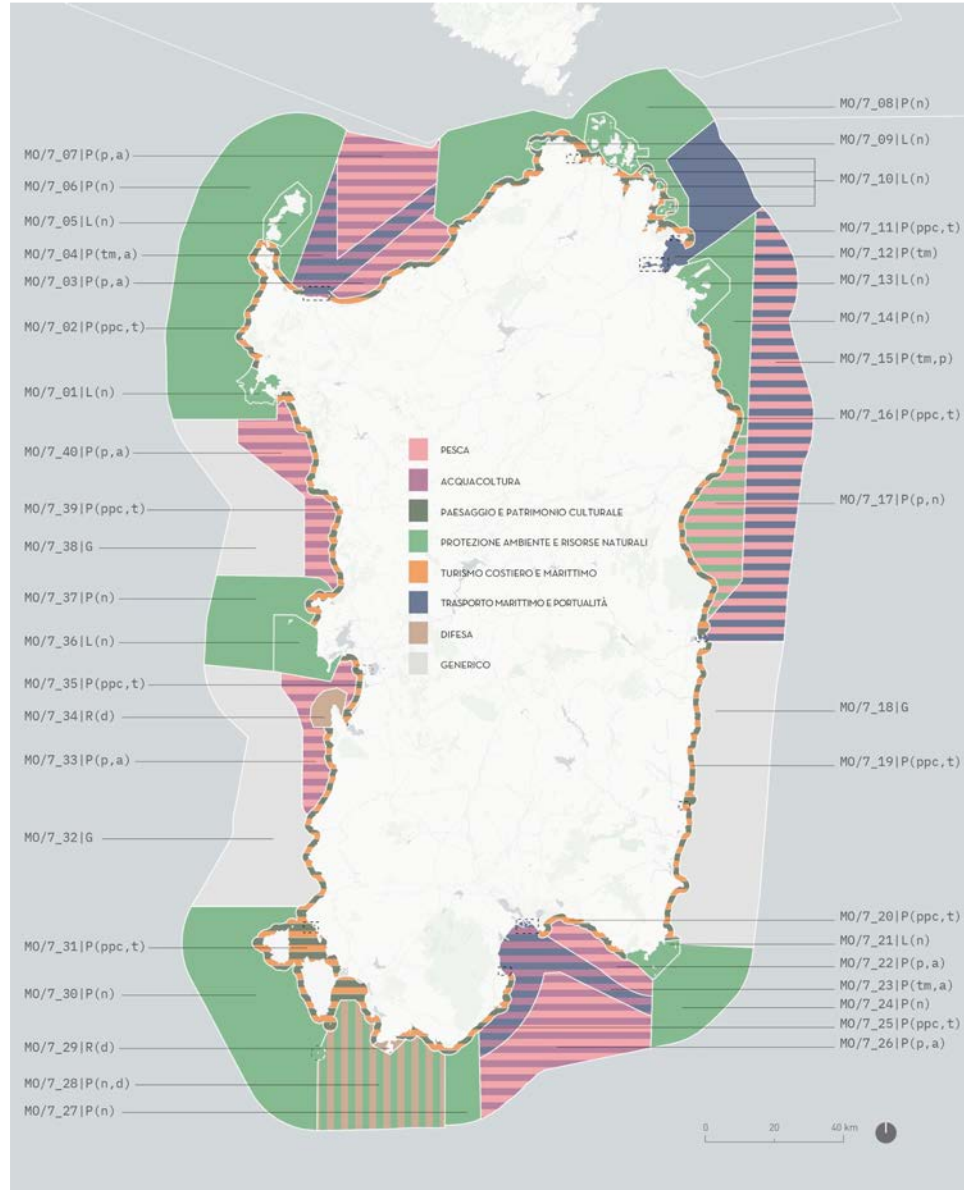 MO/7_07|P(p,a)
MO/7_06|P(n)
MO/7_05|L(n)
MO/7_04|P(tm,a)
MO/7_03|P(p,a)
MO/7_02|P(ppc,t)
MO/7_01|L(n)
MO/7_40|P(p,a)
MO/7_39|P(ppc,t)
MO/7_38|G
MO/7_37|P(n)
MO/7_36|L(n)
MO/7_35|P(ppc,t)
MO/7_34|R(d)
MO/7_33|P(p,a)
MO/7_32|G
MO/7_31|P(ppc,t)
MO/7_30|P(n)
MO/7_29|R(d)
MO/7_28|P(n,d)
MO/7_27|P(n)
PESCA
ACQUACOLTURA
PAESAGGIO E PATRIMONIO CULTURALE
PROTEZIONE AMBIENTE E RISORSE NATURALI
TURISMO COSTIERO E MARITTIMO
TRASPORTO MARITTIMO E PORTUALITÀ
DIFESA
GENERICO
MO/7_08|P(n)
MO/7_09|L(n)
MO/7_10|L(n)
MO/7_11|P(ppc,t)
MO/7_12|P(tm)
MO/7_13|L(n)
MO/7_14|P(n)
MO/7_15|P(tm,p)
MO/7_16|P(ppc,t)
MO/7_17|P(p,n)
MO/7_18|G
MO/7_19|P(ppc,t)
MO/7_20|P(ppc,t)
MO/7_21|L(n)
MO/7_22|P(p,a)
MO/7_23|P(tm,a)
MO/7_24|P(n)
MO/7_25|P(ppc,t)
MO/7_26|P(p,a)
0 20 40 km